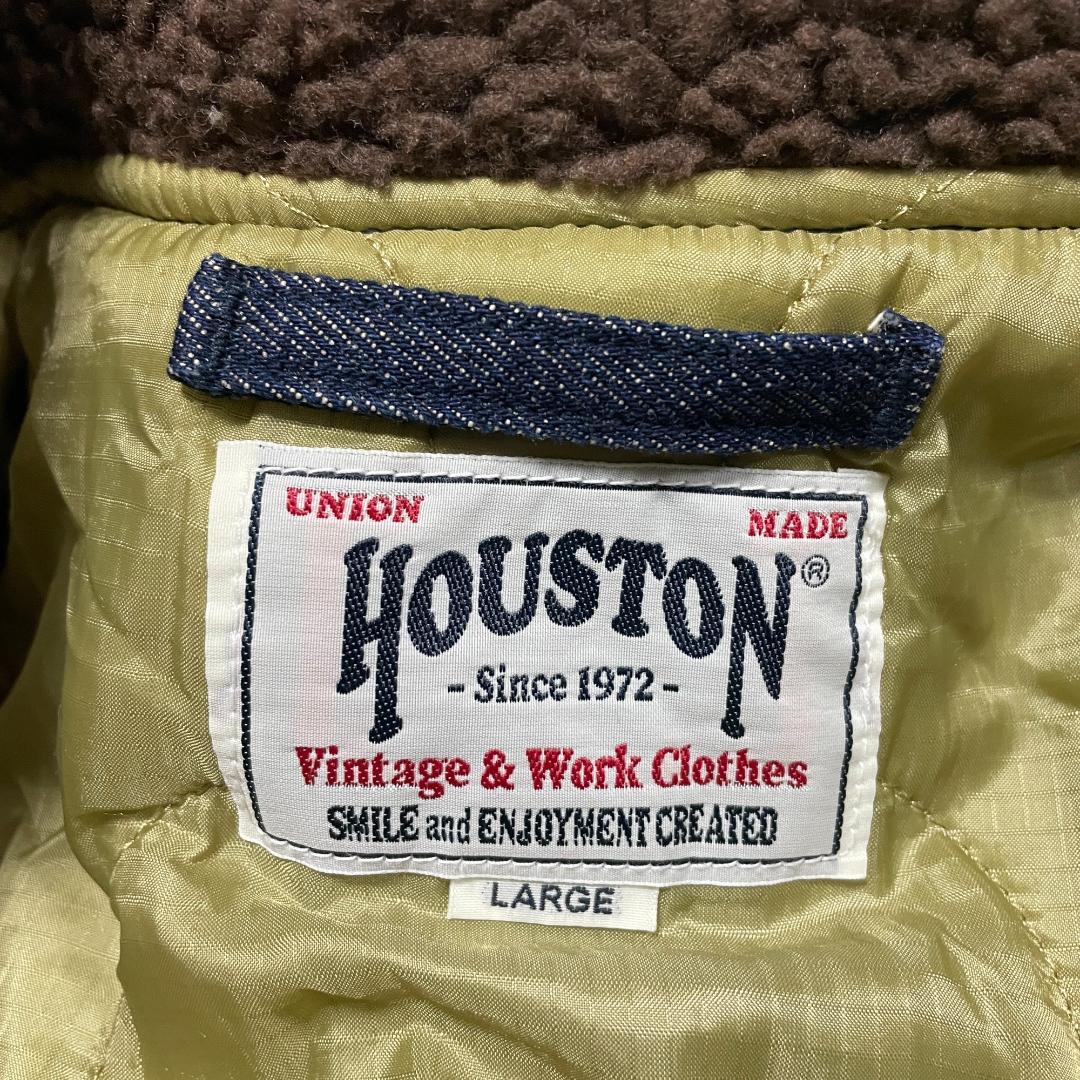 UNION MADE
HOUSTON®
- Since 1972 -
Vintage & Work Clothes
SMILE and ENJOYMENT CREATED
LARGE